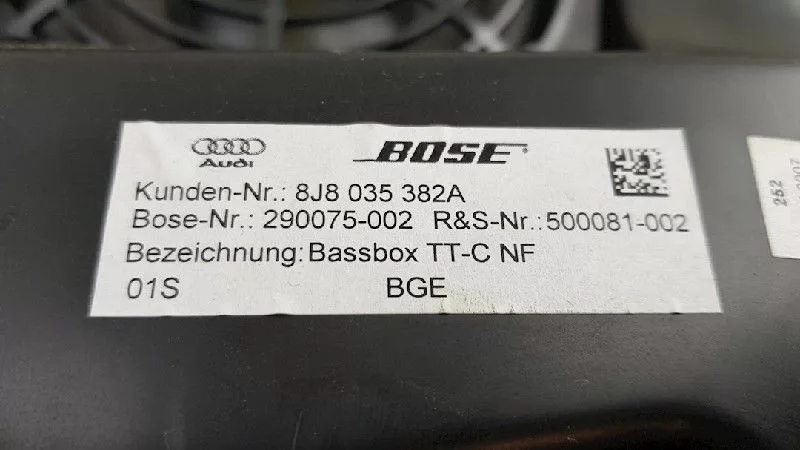 Audi BOSE
Kunden-Nr.: 8J8 035 382A
Bose-Nr.: 290075-002 R&S-Nr.:500081-002
Bezeichnung: Bassbox TT-C NF
01S BGE
252